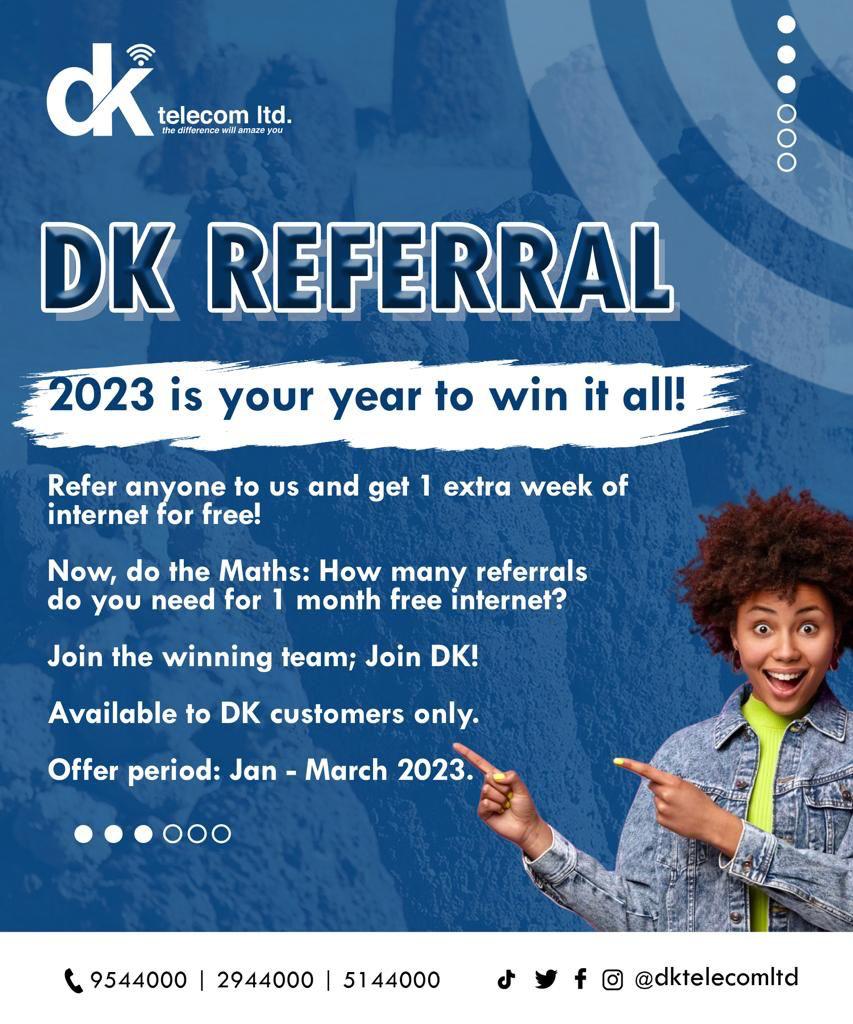 dk
telecom ltd.
the difference will amaze you
DK REFERRAL
2023 is your year to win it all!
Refer anyone to us and get 1 extra week of
internet for free!
Now, do the Maths: How many referrals
do you need for 1 month free internet?
Join the winning team; Join DK!
Available to DK customers only.
Offer period: Jan - March 2023.
9544000 | 2944000 | 5144000
@dktelecomltd